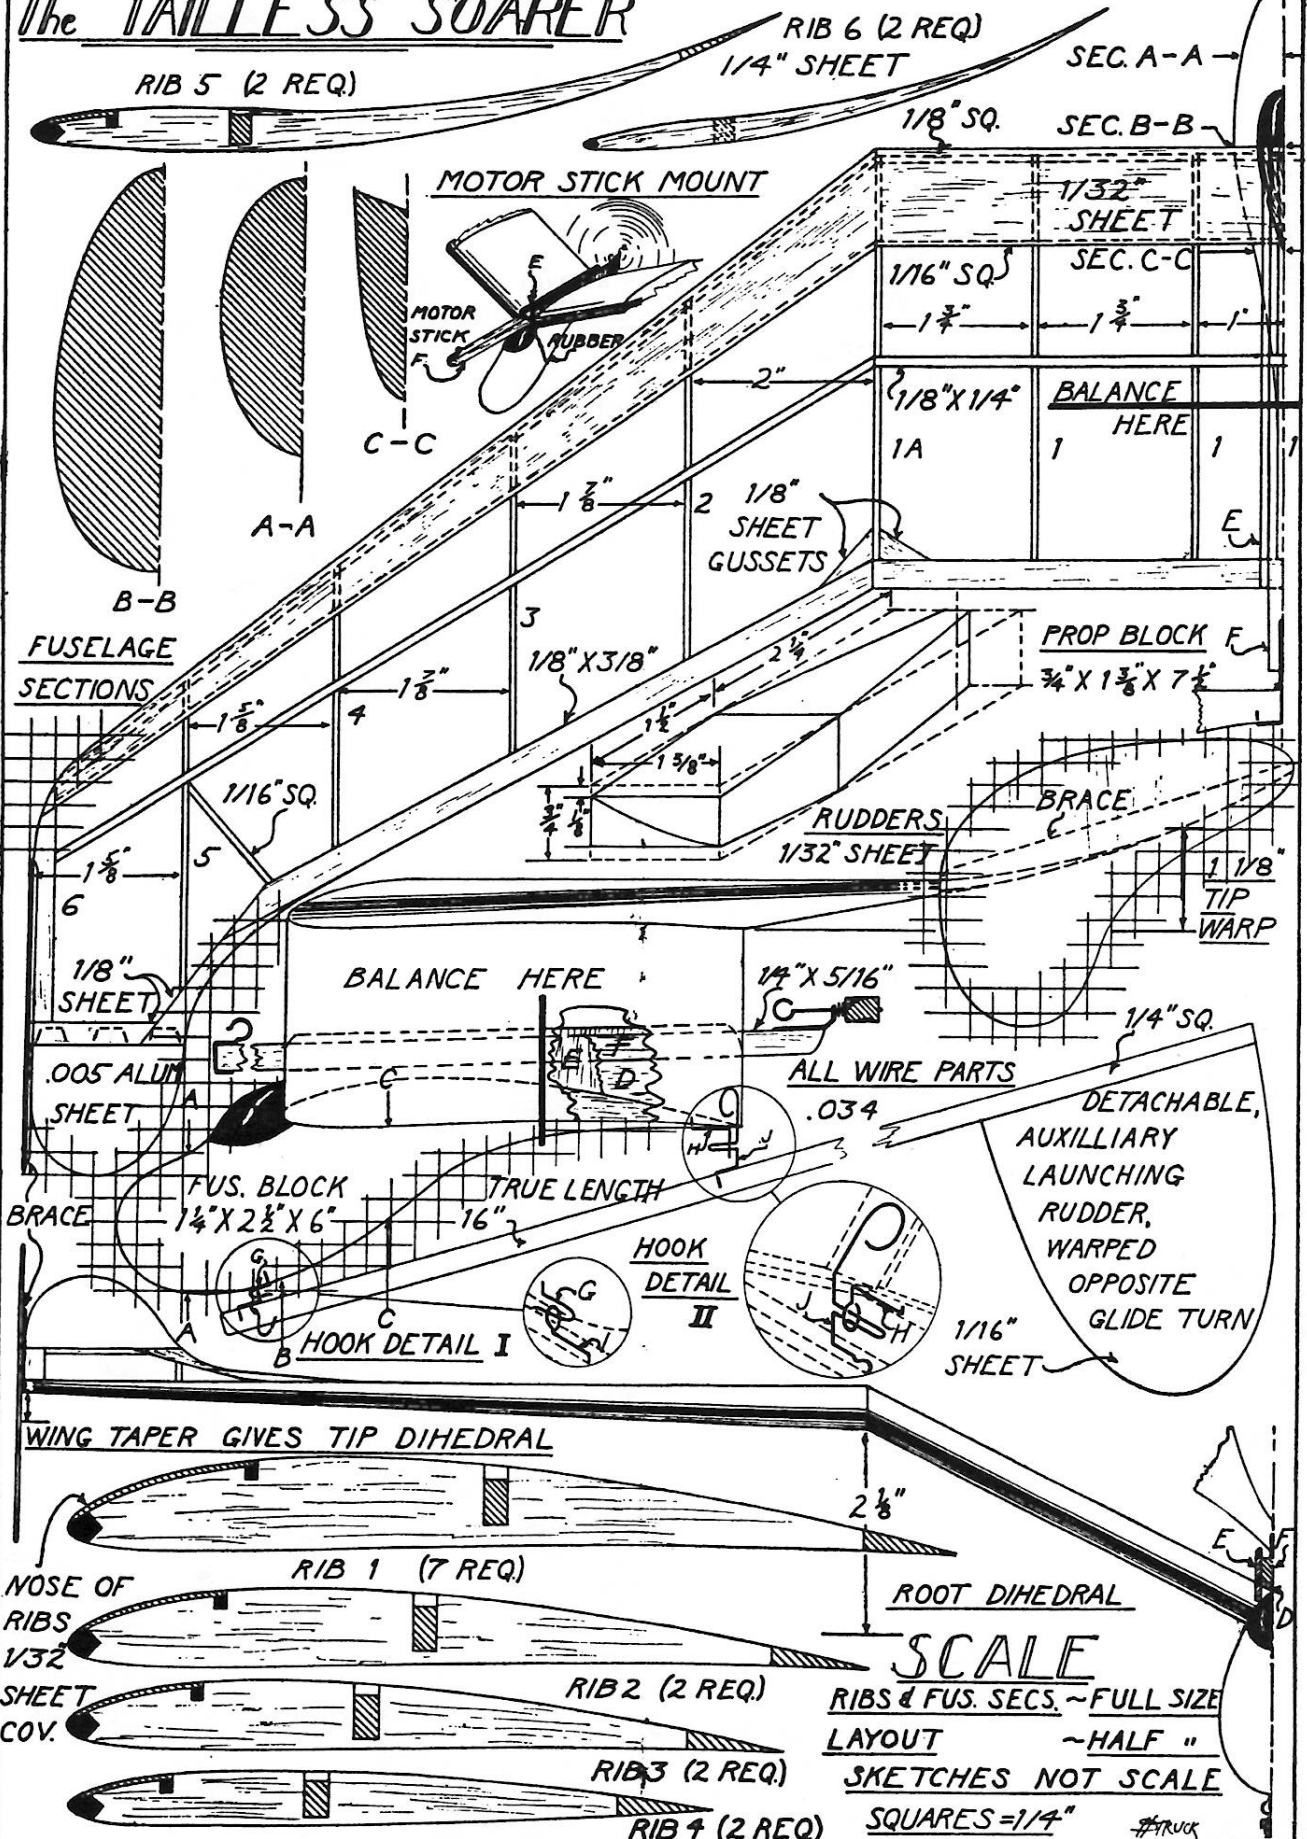 The TAILLESS SOARER
RIB 5 (2 REQ.)
RIB 6 (2 REQ)
1/4" SHEET
SEC. A-A
1/8" SQ.
SEC. B-B
MOTOR STICK MOUNT
1/32"
SHEET
1/16" SQ.
SEC. C-C
E
MOTOR
STICK
F
RUBBER
1 3/4"
1 3/4"
1"
2"
1/8" X 1/4"
BALANCE
HERE
C-C
1A
1
1
1
A-A
1 7/8"
2
1/8"
SHEET
GUSSETS
E
B-B
FUSELAGE
SECTIONS
3
1/8" X 3/8"
2 1/4"
PROP BLOCK
F
3/4" X 1 3/8" X 7 1/2"
1 5/8"
4
1 7/8"
1 1/2"
1 5/8"
1/16" SQ.
3/4"
1/8"
BRACE
RUDDERS
1/32" SHEET
5
1 5/8"
6
1 1/8"
TIP
WARP
1/8"
SHEET
BALANCE HERE
1/4" X 5/16"
1/4" SQ.
.005 ALUM
SHEET
A
C
E
F
D
ALL WIRE PARTS
.034
DETACHABLE,
AUXILLIARY
LAUNCHING
RUDDER,
WARPED
OPPOSITE
GLIDE TURN
H
J
BRACE
FUS. BLOCK
1 1/4" X 2 1/2" X 6"
TRUE LENGTH
16"
HOOK
DETAIL
II
G
J
H
G
I
A
B
C
HOOK DETAIL I
1/16"
SHEET
WING TAPER GIVES TIP DIHEDRAL
2 1/8"
RIB 1 (7 REQ.)
E
F
D
NOSE OF
RIBS
1/32"
SHEET
COV.
ROOT DIHEDRAL
RIB 2 (2 REQ.)
RIB 3 (2 REQ.)
RIB 4 (2 REQ)
SCALE
RIBS & FUS. SECS. ~FULL SIZE
LAYOUT ~HALF "
SKETCHES NOT SCALE
SQUARES = 1/4"